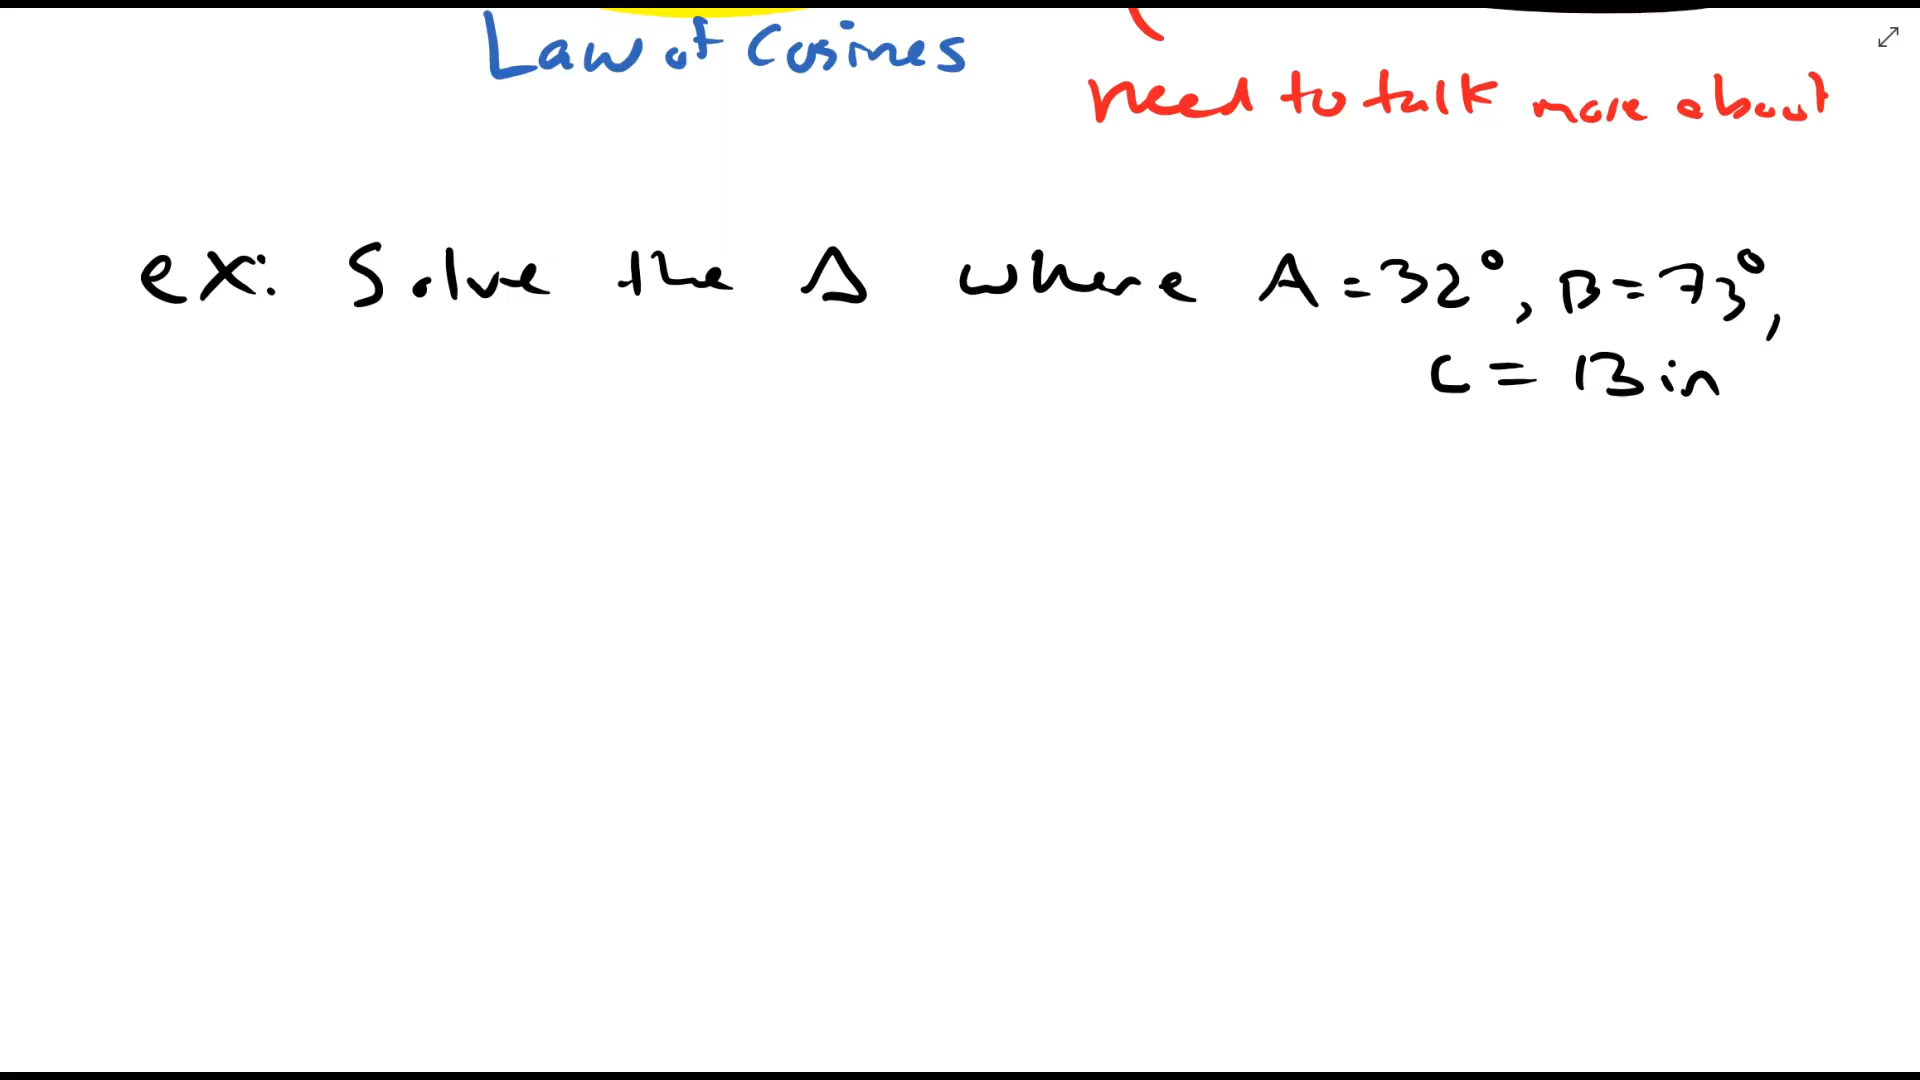 Law of Cosines
need to talk more about
ex: Solve the Δ where A = 32°, B = 73°,
c = 13 in